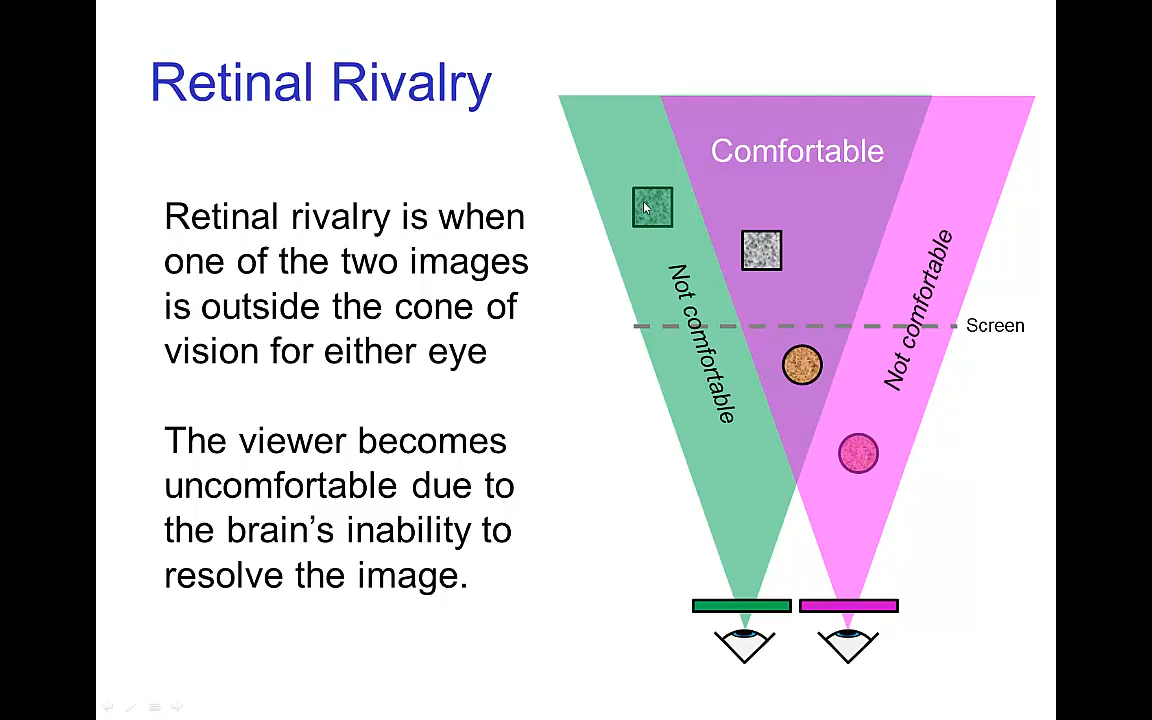 Retinal Rivalry
Retinal rivalry is when
one of the two images
is outside the cone of
vision for either eye
The viewer becomes
uncomfortable due to
the brain's inability to
resolve the image.
Comfortable
Not comfortable
Not comfortable
Screen